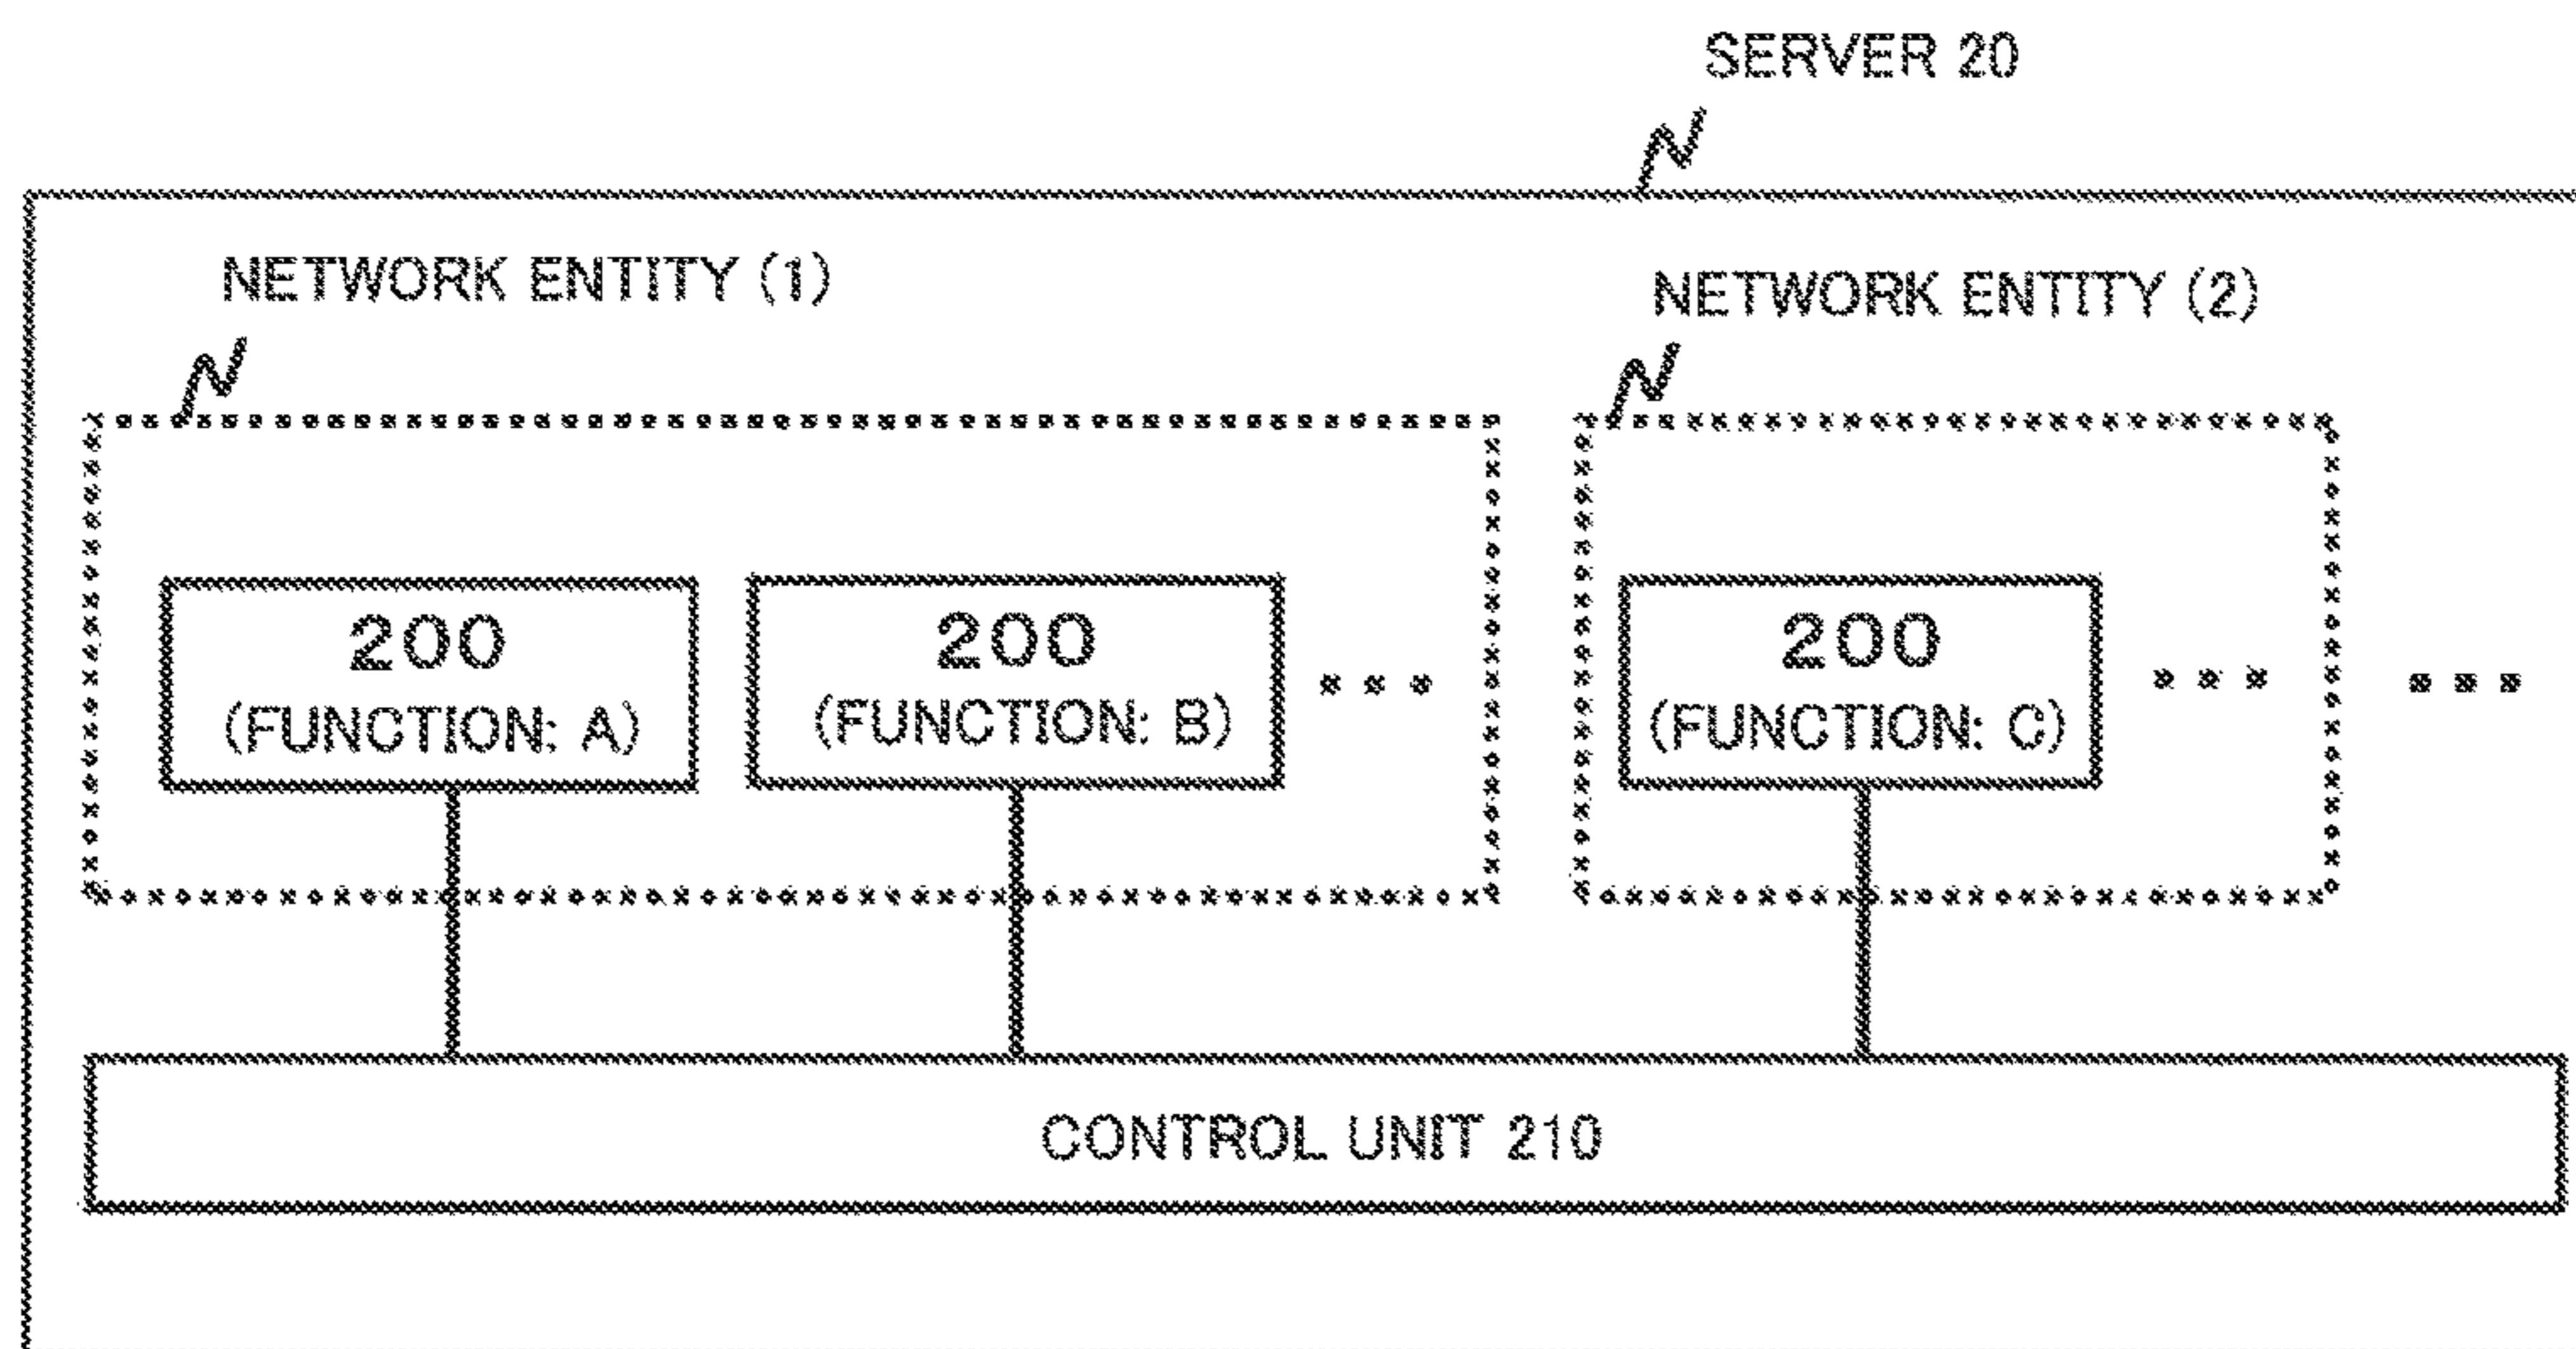 SERVER 20
NETWORK ENTITY (1)
NETWORK ENTITY (2)
200
(FUNCTION: A)
200
(FUNCTION: B)
...
200
(FUNCTION: C)
...
...
CONTROL UNIT 210